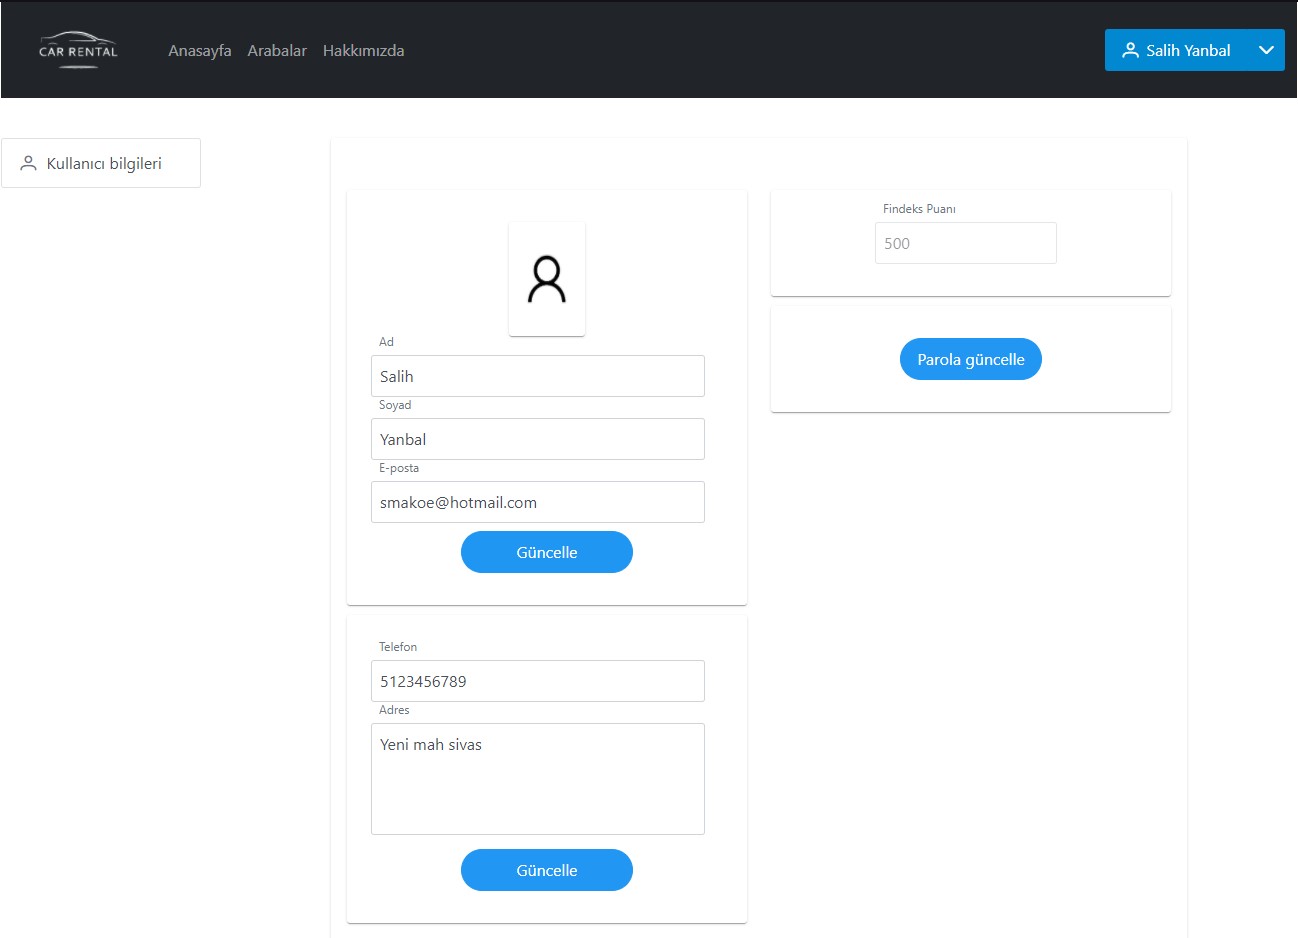 CAR RENTAL
Anasayfa Arabalar Hakkımızda
Salih Yanbal
Kullanıcı bilgileri
Ad
Salih
Soyad
Yanbal
E-posta
smakoe@hotmail.com
Güncelle
Telefon
5123456789
Adres
Yeni mah sivas
Güncelle
Findeks Puanı
500
Parola güncelle